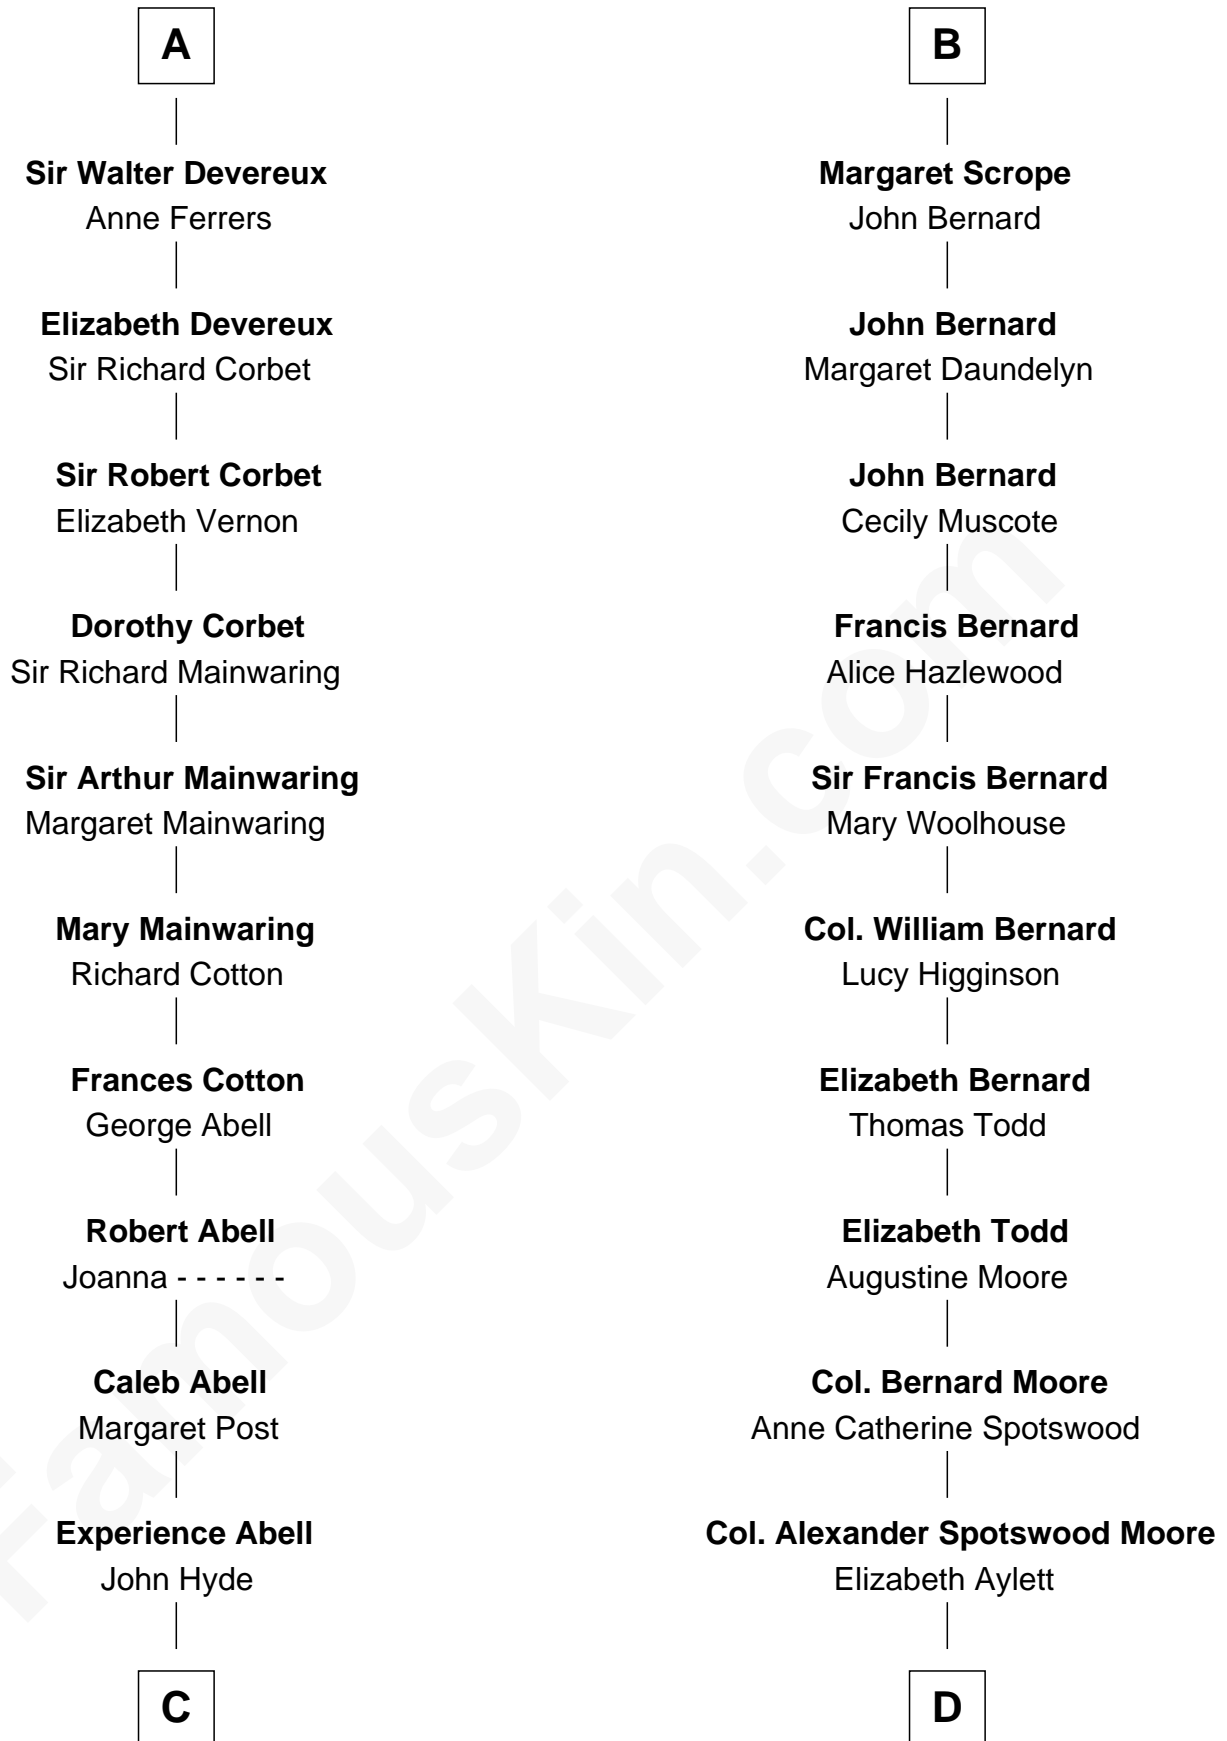 A
Sir Walter Devereux
Anne Ferrers
Elizabeth Devereux
Sir Richard Corbet
Sir Robert Corbet
Elizabeth Vernon
Dorothy Corbet
Sir Richard Mainwaring
Sir Arthur Mainwaring
Margaret Mainwaring
Mary Mainwaring
Richard Cotton
Frances Cotton
George Abell
Robert Abell
Joanna - - - - - -
Caleb Abell
Margaret Post
Experience Abell
John Hyde
C
B
Margaret Scrope
John Bernard
John Bernard
Margaret Daundelyn
John Bernard
Cecily Muscote
Francis Bernard
Alice Hazlewood
Sir Francis Bernard
Mary Woolhouse
Col. William Bernard
Lucy Higginson
Elizabeth Bernard
Thomas Todd
Elizabeth Todd
Augustine Moore
Col. Bernard Moore
Anne Catherine Spotswood
Col. Alexander Spotswood Moore
Elizabeth Aylett
D
FamousKin.com